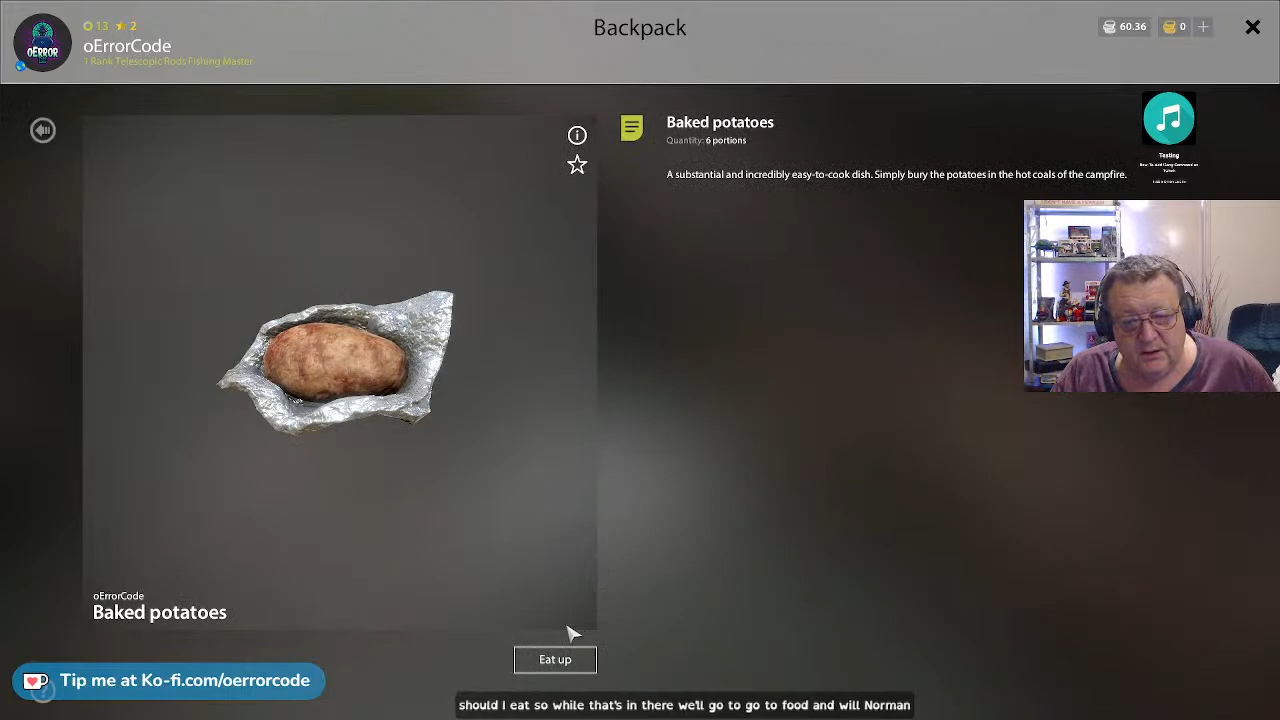 13 2
oErrorCode
1 Rank Telescopic Rods Fishing Master
Backpack
60.36
0
oERROR
Baked potatoes
Quantity: 6 portions
A substantial and incredibly easy-to-cook dish. Simply bury the potatoes in the hot coals of the campfire.
Testing
oErrorCode
Baked potatoes
Eat up
Tip me at Ko-fi.com/oerrorcode
should I eat so while that's in there we'll go to go to food and will Norman